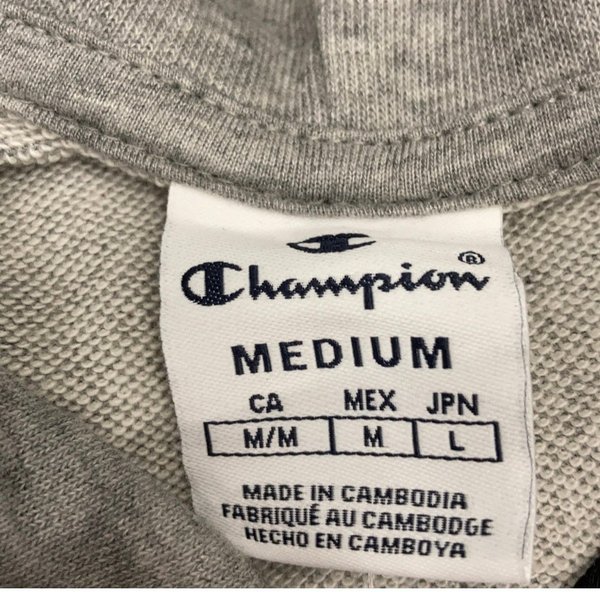 Champion®
MEDIUM
CA MEX JPN
M/M M L
MADE IN CAMBODIA
FABRIQUÉ AU CAMBODGE
HECHO EN CAMBOYA